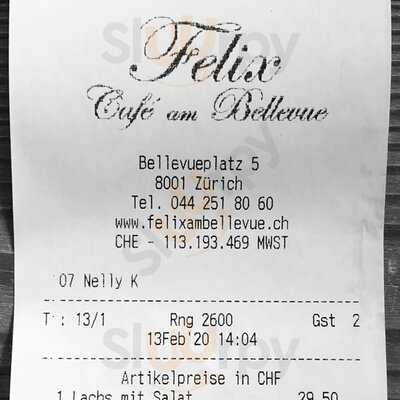 Felix
Café am Bellevue
Bellevueplatz 5
8001 Zürich
Tel. 044 251 80 60
www.felixambellevue.ch
CHE - 113.193.469 MWST
07 Nelly K
T : 13/1 Rng 2600 Gst 2
13Feb'20 14:04
Artikelpreise in CHF
1 Lachs mit Salat 29.50